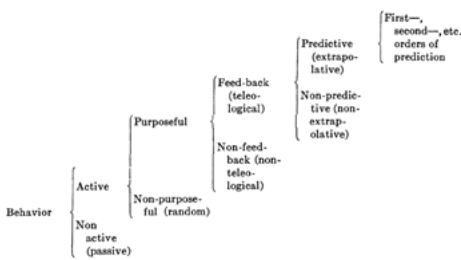 First—,
second—, etc.
orders of
prediction
Predictive
(extrapo-
lative)
Non-predic-
tive (non-
extrap-
olative)
Feed-back
(teleo-
logical)
Non-feed-
back (non-
teleo-
logical)
Purposeful
Non-purpose-
ful (random)
Active
Non
active
(passive)
Behavior